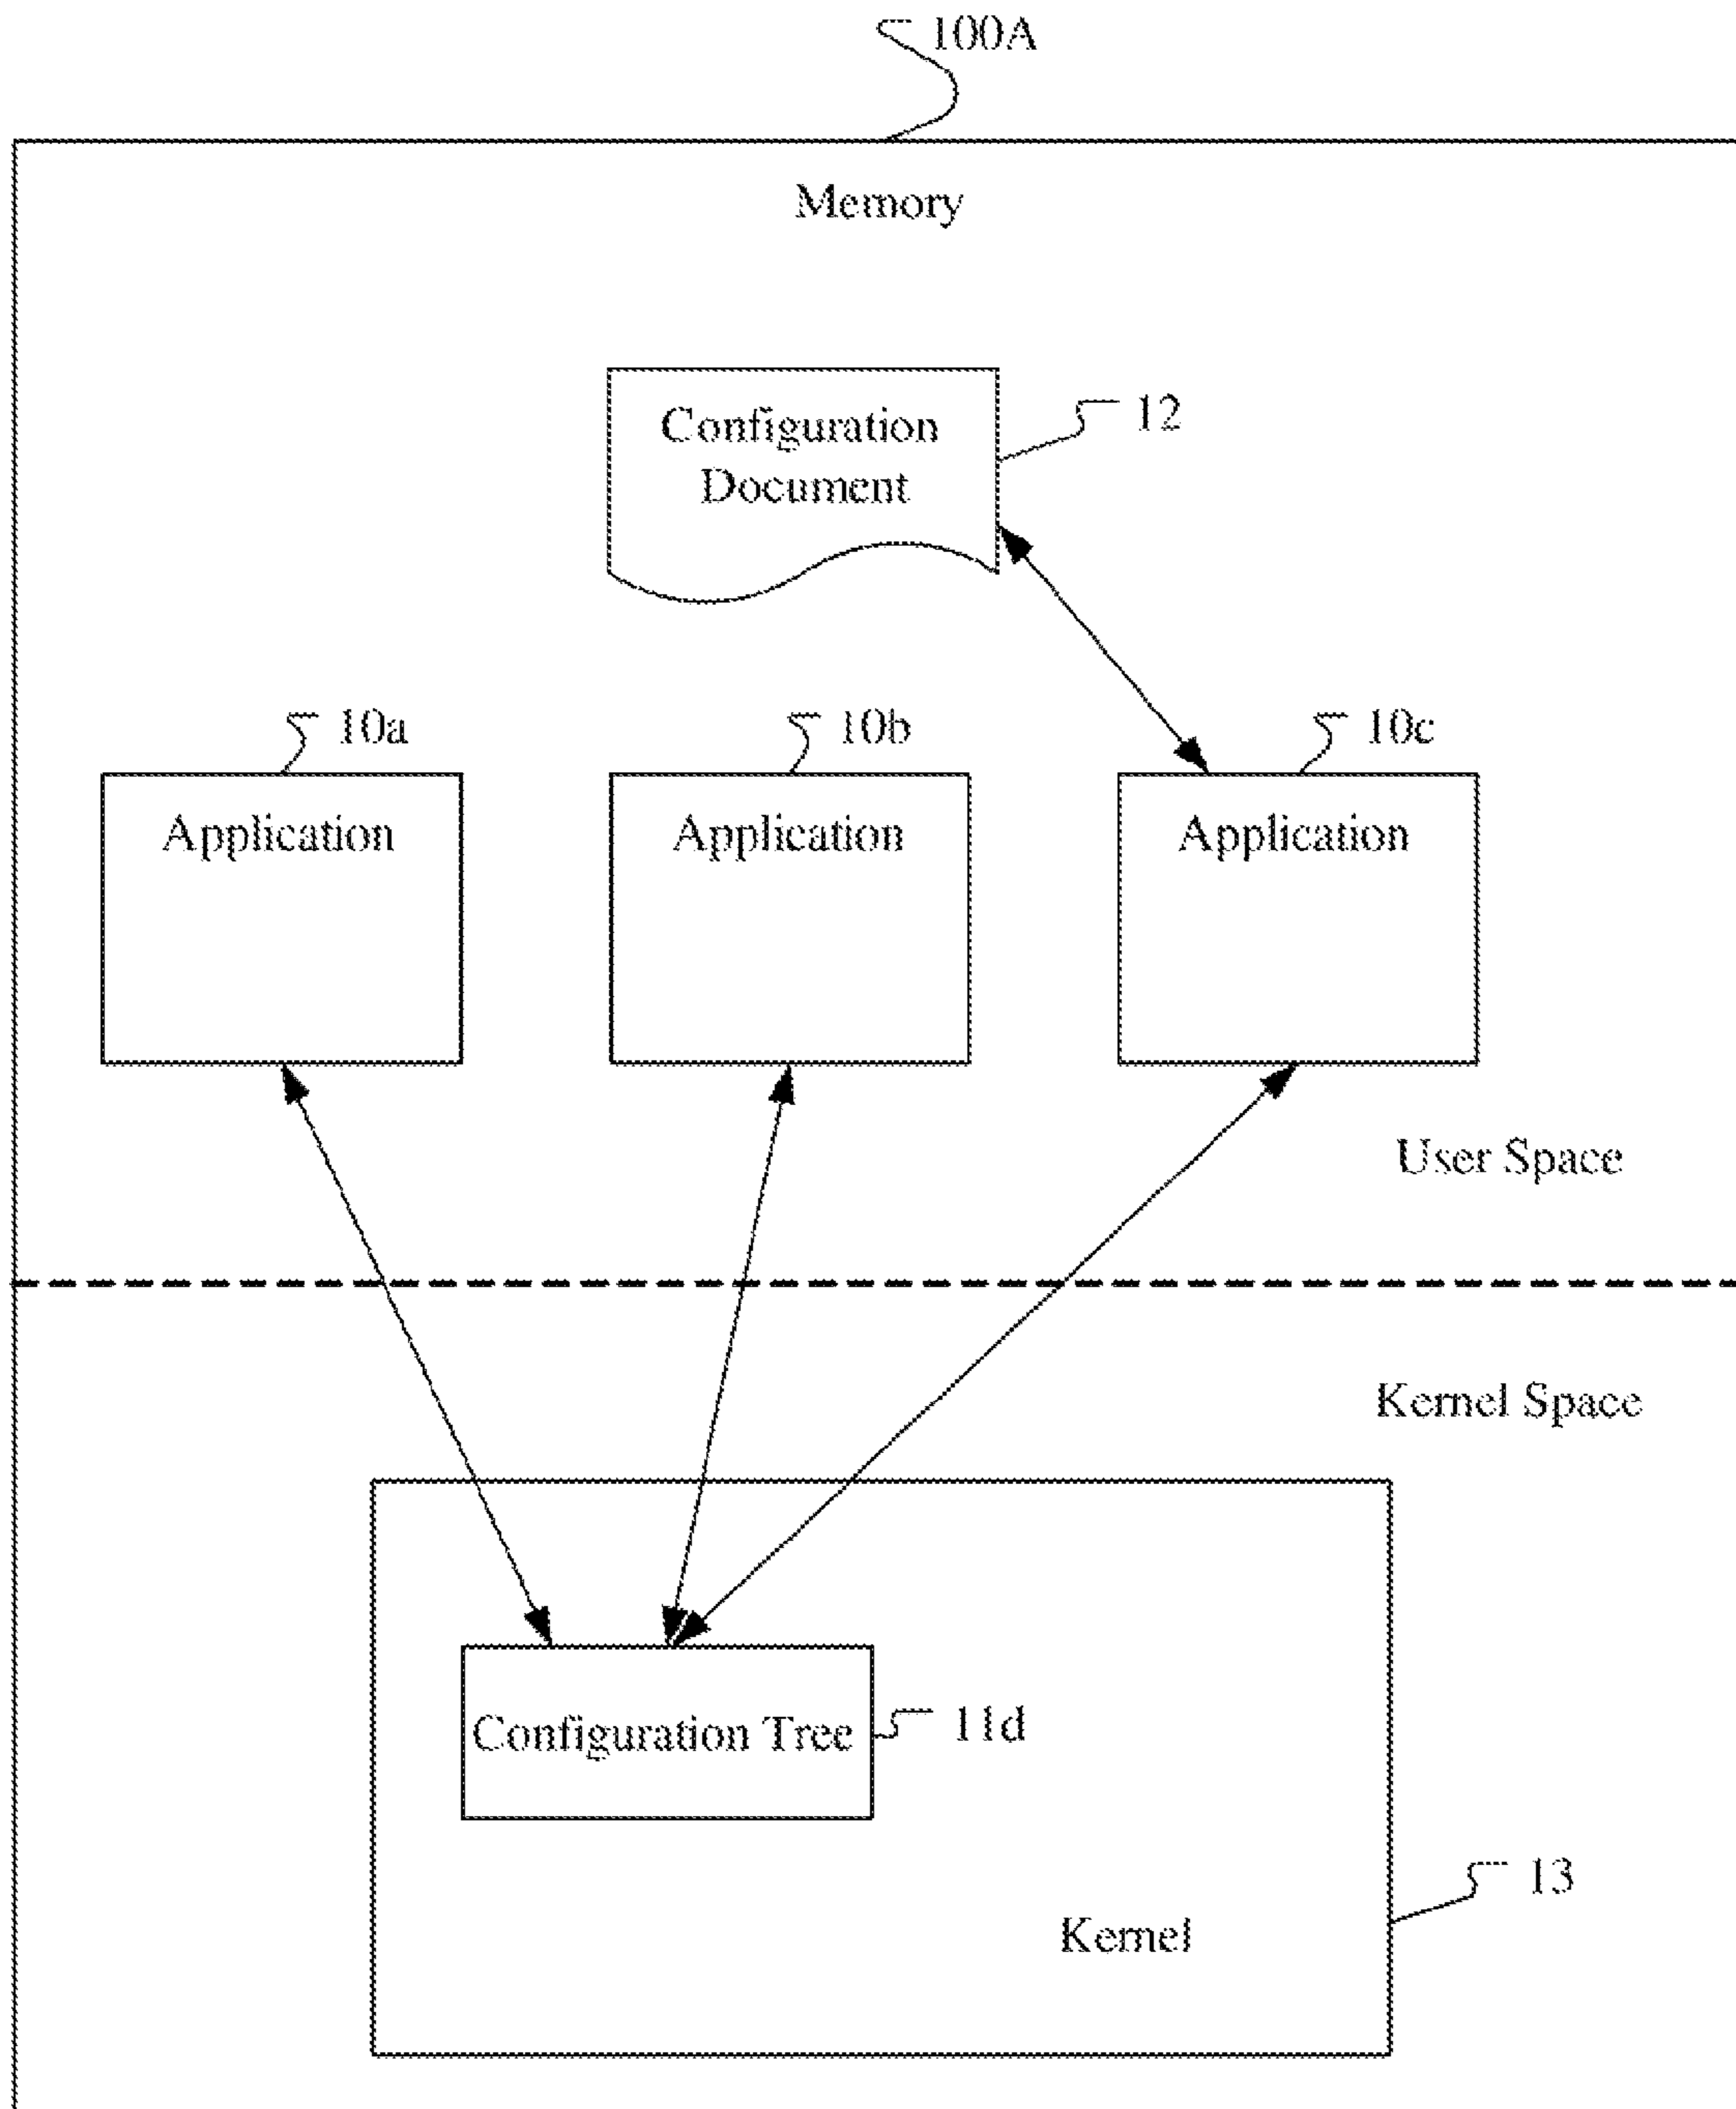 100A
Memory
Configuration
Document
12
10a
10b
10c
Application
Application
Application
User Space
Kernel Space
Configuration Tree
11d
13
Kernel